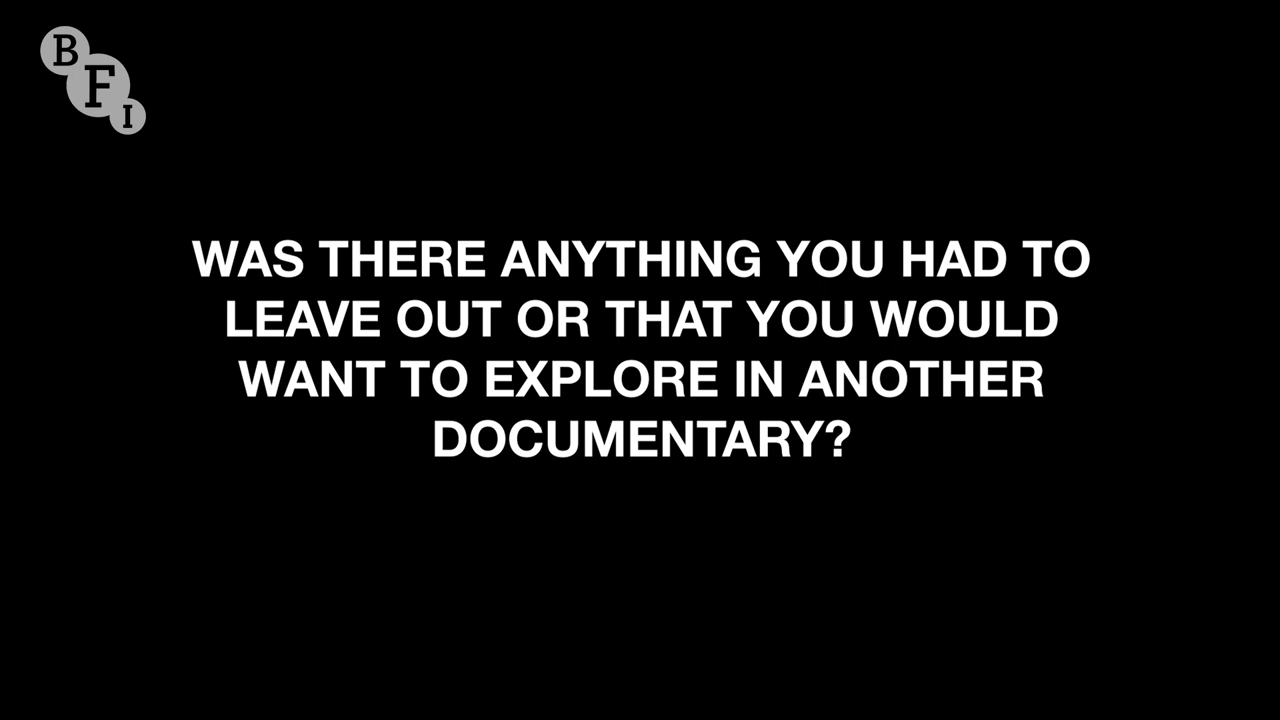 BFI
WAS THERE ANYTHING YOU HAD TO
LEAVE OUT OR THAT YOU WOULD
WANT TO EXPLORE IN ANOTHER
DOCUMENTARY?